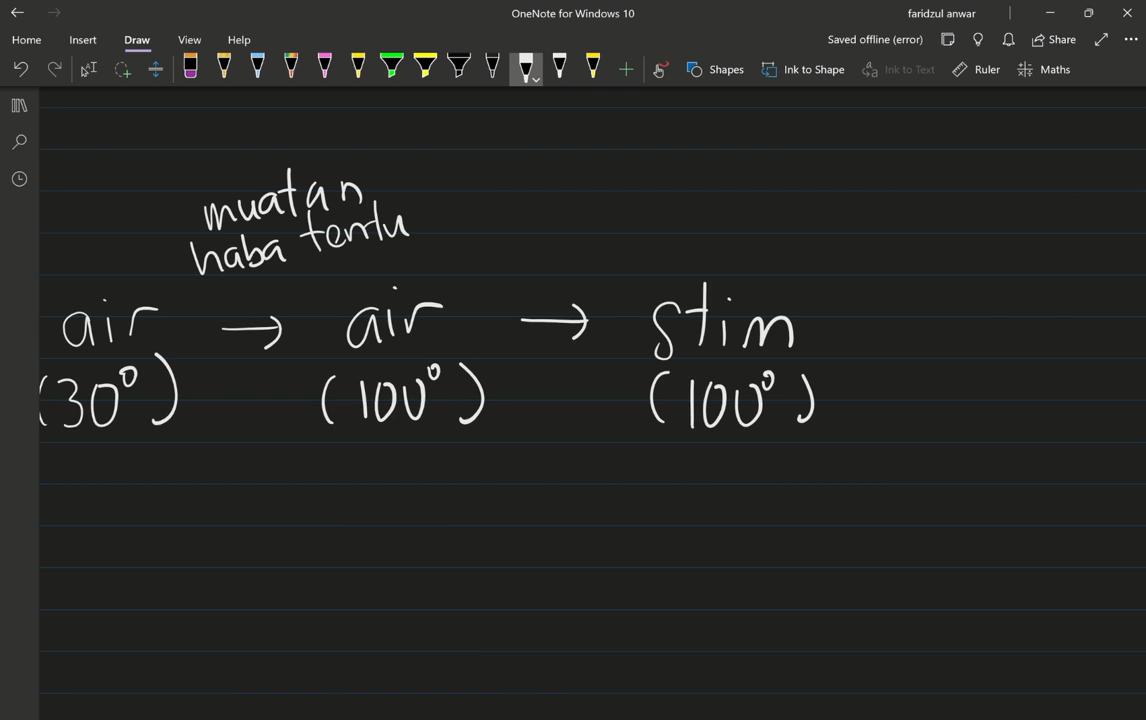 OneNote for Windows 10
faridzul anwar
Home Insert Draw View Help
Saved offline (error) Share
Shapes Ink to Shape Ink to Text Ruler Maths
muatan
haba tentu
air → air → stim
(30°) (100°) (100°)